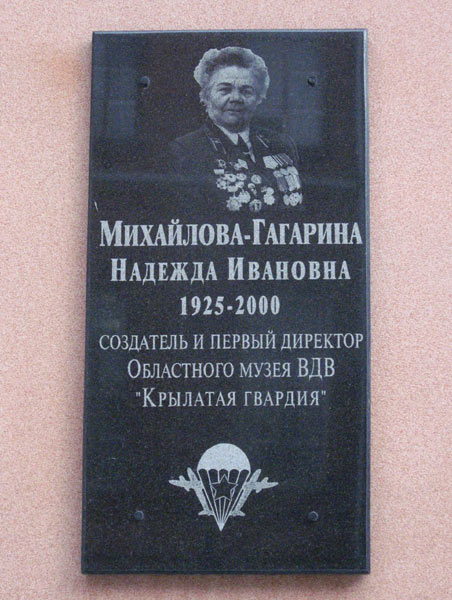 МИХАЙЛОВА-ГАГАРИНА
НАДЕЖДА ИВАНОВНА
1925-2000
СОЗДАТЕЛЬ И ПЕРВЫЙ ДИРЕКТОР
ОБЛАСТНОГО МУЗЕЯ ВДВ
"КРЫЛАТАЯ ГВАРДИЯ"